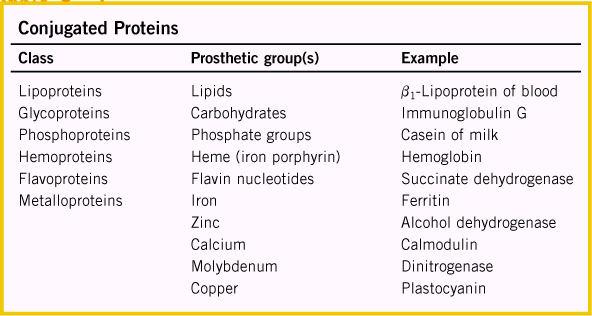 Conjugated Proteins
Class Prosthetic group(s) Example
Lipoproteins Lipids β₁-Lipoprotein of blood
Glycoproteins Carbohydrates Immunoglobulin G
Phosphoproteins Phosphate groups Casein of milk
Hemoproteins Heme (iron porphyrin) Hemoglobin
Flavoproteins Flavin nucleotides Succinate dehydrogenase
Metalloproteins Iron Ferritin
Zinc Alcohol dehydrogenase
Calcium Calmodulin
Molybdenum Dinitrogenase
Copper Plastocyanin